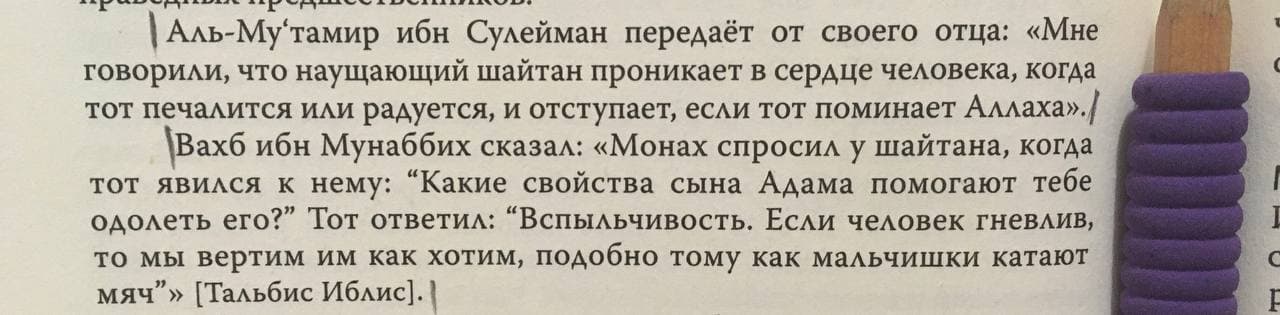 праведных предшественников.
Аль-Му‘тамир ибн Сулейман передаёт от своего отца: «Мне
говорили, что наущающий шайтан проникает в сердце человека, когда
тот печалится или радуется, и отступает, если тот поминает Аллаха».
Вахб ибн Мунаббих сказал: «Монах спросил у шайтана, когда
тот явился к нему: “Какие свойства сына Адама помогают тебе
одолеть его?” Тот ответил: “Вспыльчивость. Если человек гневлив,
то мы вертим им как хотим, подобно тому как мальчишки катают
мяч”» [Тальбис Иблис].